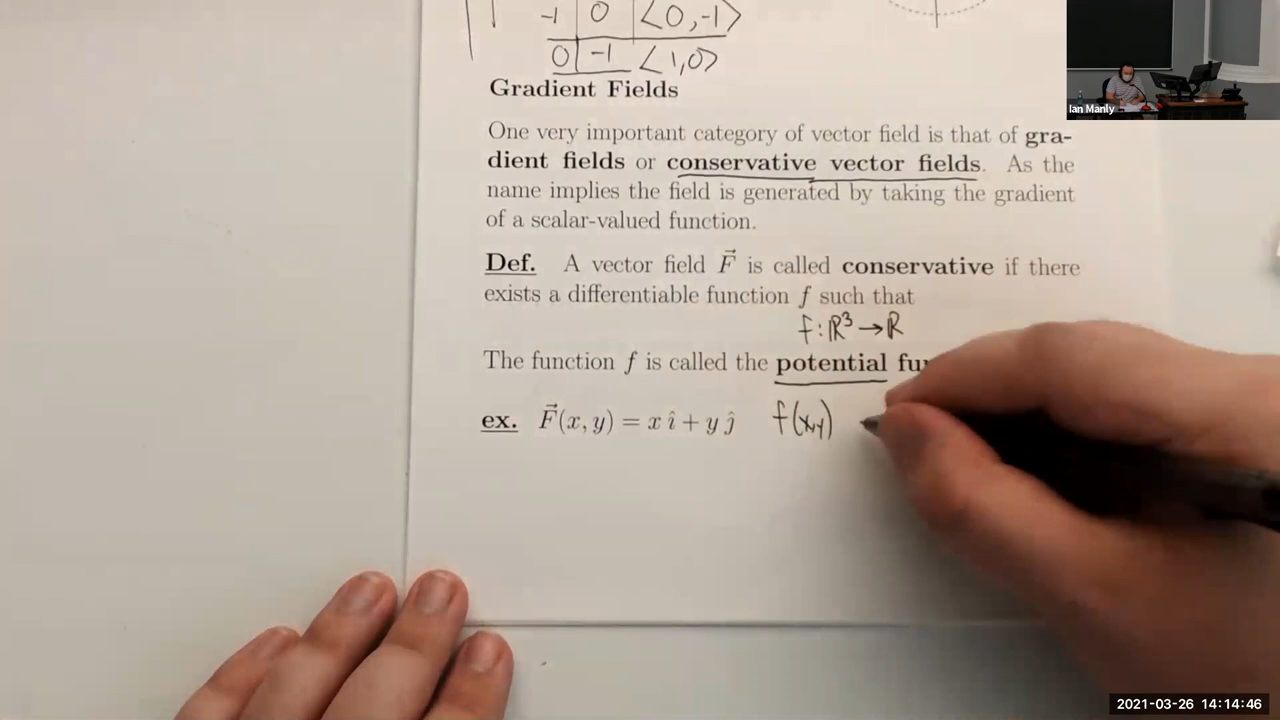 -1 0 <0,-1>
0 -1 <1,0>
Gradient Fields
One very important category of vector field is that of gra-
dient fields or conservative vector fields. As the
name implies the field is generated by taking the gradient
of a scalar-valued function.
Def. A vector field F⃗ is called conservative if there
exists a differentiable function f such that
f:ℝ³→ℝ
The function f is called the potential
ex. F⃗(x, y) = x î + y ĵ f(x,y)
Ian Manly
2021-03-26 14:14:46